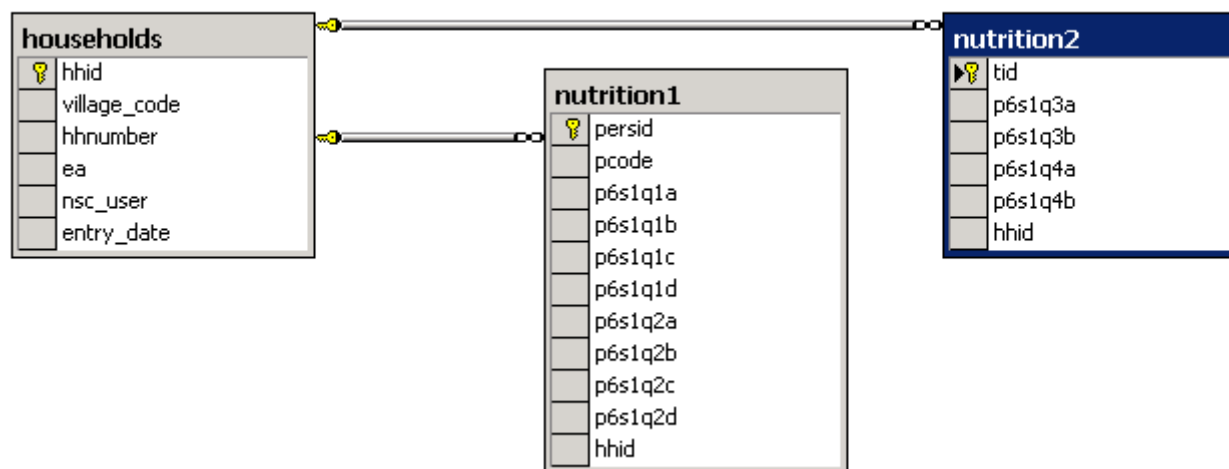 households
hhid
village_code
hhnumber
ea
nsc_user
entry_date
nutrition1
persid
pcode
p6s1q1a
p6s1q1b
p6s1q1c
p6s1q1d
p6s1q2a
p6s1q2b
p6s1q2c
p6s1q2d
hhid
nutrition2
tid
p6s1q3a
p6s1q3b
p6s1q4a
p6s1q4b
hhid